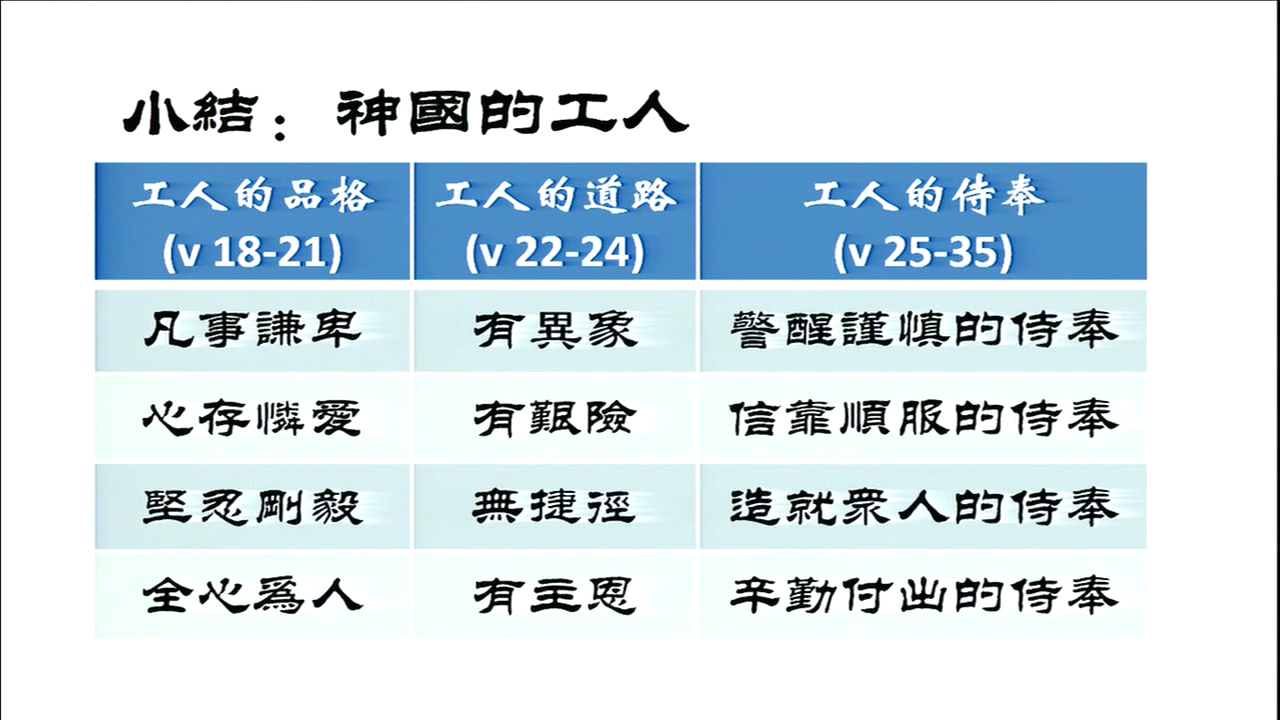 小結：神國的工人
工人的品格 工人的道路 工人的侍奉
(v 18-21) (v 22-24) (v 25-35)
凡事謙卑 有異象 警醒謹慎的侍奉
心存憐愛 有艱險 信靠順服的侍奉
堅忍剛毅 無捷徑 造就眾人的侍奉
全心為人 有主恩 辛勤付出的侍奉